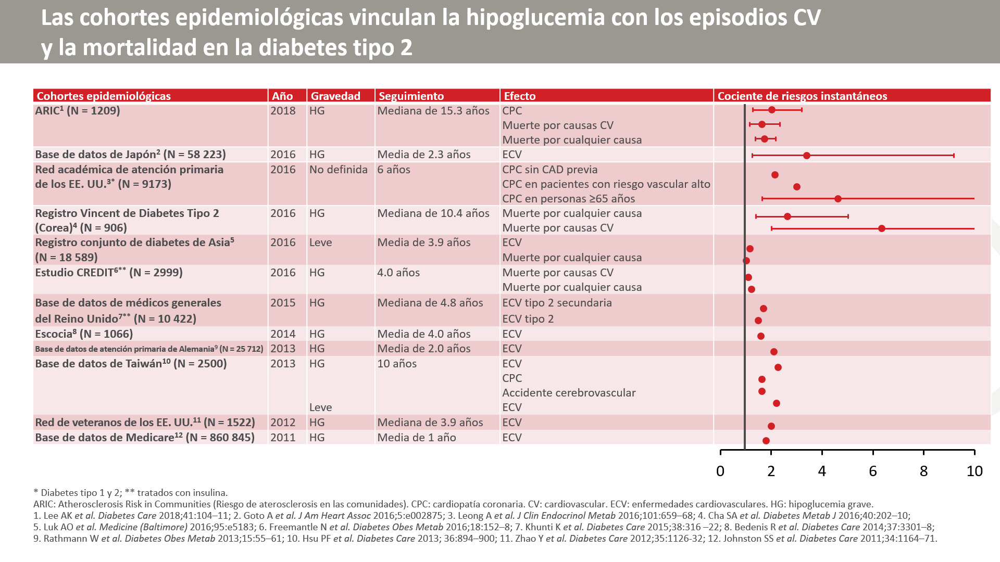 Las cohortes epidemiológicas vinculan la hipoglucemia con los episodios CV
y la mortalidad en la diabetes tipo 2
Cohortes epidemiológicas Año Gravedad Seguimiento Efecto Cociente de riesgos instantáneos
ARIC¹ (N = 1209) 2018 HG Mediana de 15.3 años CPC
Muerte por causas CV
Muerte por cualquier causa
Base de datos de Japón² (N = 58 223) 2016 HG Media de 2.3 años ECV
Red académica de atención primaria 2016 No definida 6 años CPC sin CAD previa
de los EE. UU.³* (N = 9173) CPC en pacientes con riesgo vascular alto
CPC en personas ≥65 años
Registro Vincent de Diabetes Tipo 2 2016 HG Mediana de 10.4 años Muerte por cualquier causa
(Corea)⁴ (N = 906) Muerte por causas CV
Registro conjunto de diabetes de Asia⁵ 2016 Leve Media de 3.9 años ECV
(N = 18 589) Muerte por cualquier causa
Estudio CREDIT⁶** (N = 2999) 2016 HG 4.0 años Muerte por causas CV
Muerte por cualquier causa
Base de datos de médicos generales 2015 HG Mediana de 4.8 años ECV tipo 2 secundaria
del Reino Unido⁷** (N = 10 422) ECV tipo 2
Escocia⁸ (N = 1066) 2014 HG Media de 4.0 años ECV
Base de datos de atención primaria de Alemania⁹ (N = 25 712) 2013 HG Media de 2.0 años ECV
Base de datos de Taiwán¹⁰ (N = 2500) 2013 HG 10 años ECV
CPC
Accidente cerebrovascular
Leve ECV
Red de veteranos de los EE. UU.¹¹ (N = 1522) 2012 HG Mediana de 3.9 años ECV
Base de datos de Medicare¹² (N = 860 845) 2011 HG Media de 1 año ECV
0 2 4 6 8 10
* Diabetes tipo 1 y 2; ** tratados con insulina.
ARIC: Atherosclerosis Risk in Communities (Riesgo de aterosclerosis en las comunidades). CPC: cardiopatía coronaria. CV: cardiovascular. ECV: enfermedades cardiovasculares. HG: hipoglucemia grave.
1. Lee AK et al. Diabetes Care 2018;41:104–11; 2. Goto A et al. J Am Heart Assoc 2016;5:e002875; 3. Leong A et al. J Clin Endocrinol Metab 2016;101:659–68; 4. Cha SA et al. Diabetes Metab J 2016;40:202–10;
5. Luk AO et al. Medicine (Baltimore) 2016;95:e5183; 6. Freemantle N et al. Diabetes Obes Metab 2016;18:152–8; 7. Khunti K et al. Diabetes Care 2015;38:316 –22; 8. Bedenis R et al. Diabetes Care 2014;37:3301–8;
9. Rathmann W et al. Diabetes Obes Metab 2013;15:55–61; 10. Hsu PF et al. Diabetes Care 2013; 36:894–900; 11. Zhao Y et al. Diabetes Care 2012;35:1126-32; 12. Johnston SS et al. Diabetes Care 2011;34:1164–71.